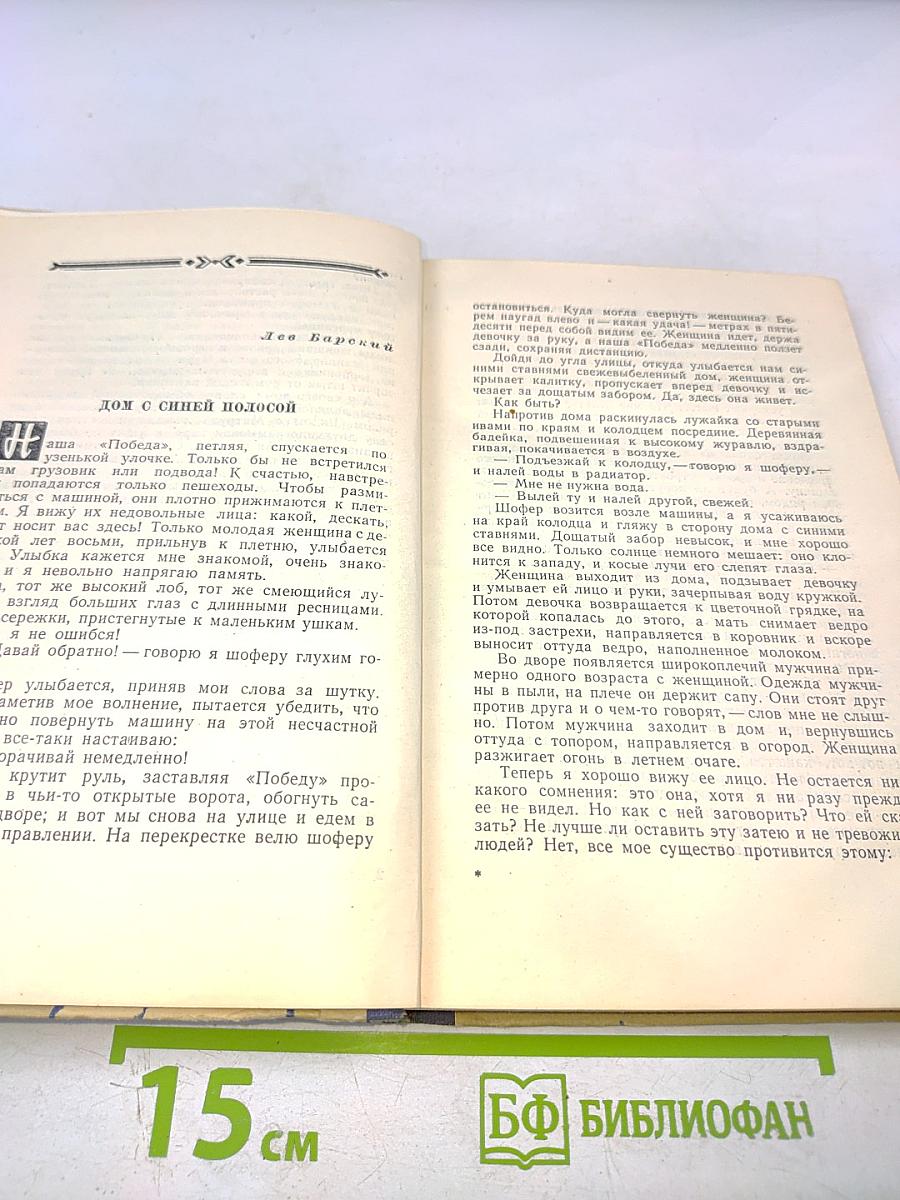 Лев Барский
ДОМ С СИНЕЙ ПОЛОСОЙ
Наша «Победа», петляя, спускается по
узенькой улочке. Только бы не встретился
ам грузовик или подвода! К счастью, навстре-
попадаются только пешеходы. Чтобы разми-
ться с машиной, они плотно прижимаются к плет-
м. Я вижу их недовольные лица: какой, дескать,
т носит вас здесь! Только молодая женщина с де-
кой лет восьми, прильнув к плетню, улыбается
Улыбка кажется мне знакомой, очень знако-
и я невольно напрягаю память.
, тот же высокий лоб, тот же смеющийся лу-
взгляд больших глаз с длинными ресницами.
сережки, пристегнутые к маленьким ушкам.
я не ошибся!
Давай обратно! — говорю я шоферу глухим го-
ер улыбается, приняв мои слова за шутку.
аметив мое волнение, пытается убедить, что
но повернуть машину на этой несчастной
все-таки настаиваю:
орачивай немедленно!
крутит руль, заставляя «Победу» про-
в чьи-то открытые ворота, обогнуть са-
дворе; и вот мы снова на улице и едем в
правлении. На перекрестке велю шоферу
остановиться. Куда могла свернуть женщина? Бе-
рем наугад влево и — какая удача! — метрах в пяти-
десяти перед собой видим ее. Женщина идет, держа
девочку за руку, а наша «Победа» медленно ползет
сзади, сохраняя дистанцию.
Дойдя до угла улицы, откуда улыбается нам си-
ними ставнями свежевыбеленный дом, женщина от-
крывает калитку, пропускает вперед девочку и ис-
чезает за дощатым забором. Да, здесь она живет.
Как быть?
Напротив дома раскинулась лужайка со старыми
ивами по краям и колодцем посредине. Деревянная
бадейка, подвешенная к высокому журавлю, вздра-
гивая, покачивается в воздухе.
— Подъезжай к колодцу, — говорю я шоферу, —
и налей воды в радиатор.
— Мне не нужна вода.
— Вылей ту и налей другой, свежей.
Шофер возится возле машины, а я усаживаюсь
на край колодца и гляжу в сторону дома с синими
ставнями. Дощатый забор невысок, и мне хорошо
все видно. Только солнце немного мешает: оно кло-
нится к западу, и косые лучи его слепят глаза.
Женщина выходит из дома, подзывает девочку
и умывает ей лицо и руки, зачерпывая воду кружкой.
Потом девочка возвращается к цветочной грядке, на
которой копалась до этого, а мать снимает ведро
из-под застрехи, направляется в коровник и вскоре
выносит оттуда ведро, наполненное молоком.
Во дворе появляется широкоплечий мужчина при-
мерно одного возраста с женщиной. Одежда мужчи-
ны в пыли, на плече он держит сапу. Они стоят друг
против друга и о чем-то говорят, — слов мне не слыш-
но. Потом мужчина заходит в дом и, вернувшись
оттуда с топором, направляется в огород. Женщина
разжигает огонь в летнем очаге.
Теперь я хорошо вижу ее лицо. Не остается ни-
какого сомнения: это она, хотя я ни разу прежд
ее не видел. Но как с ней заговорить? Что ей ска
зать? Не лучше ли оставить эту затею и не тревожи
людей? Нет, все мое существо противится этому:
*
15 см
БФ БИБЛИОФАН